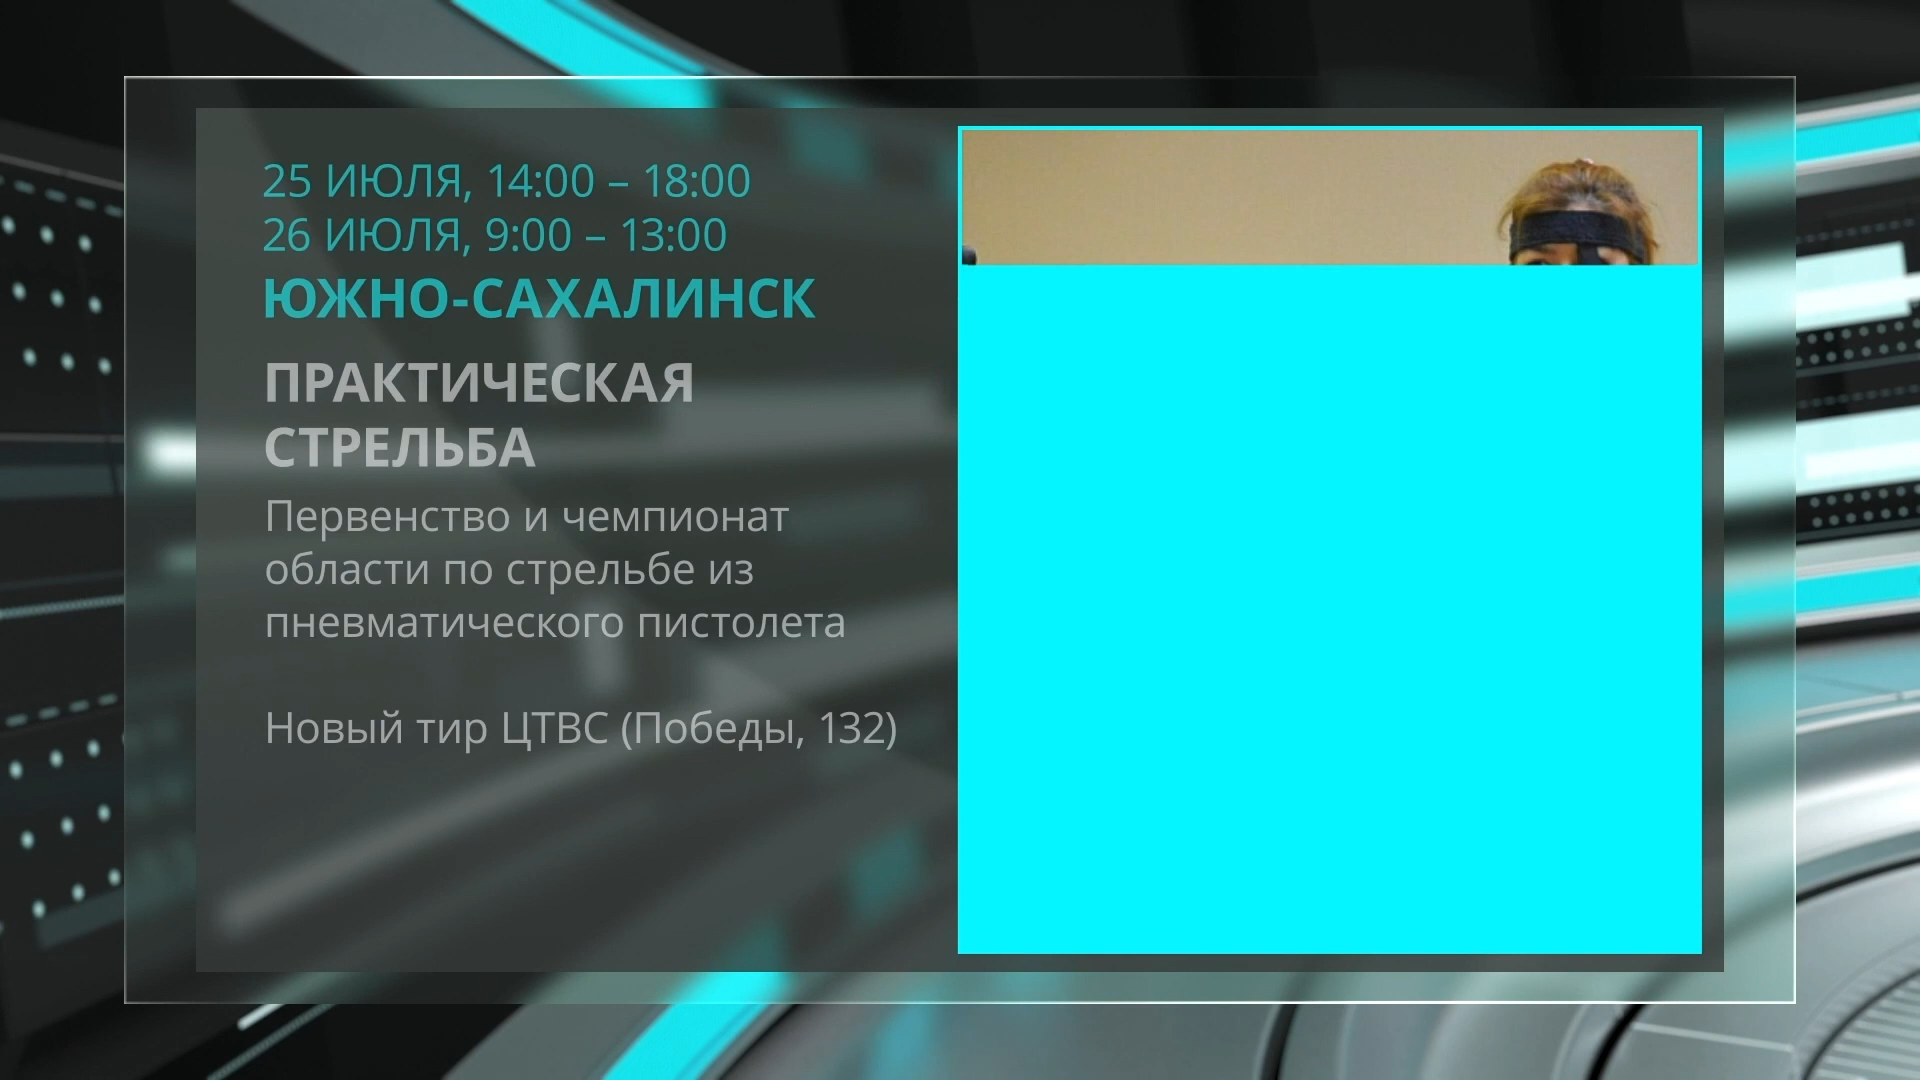 25 ИЮЛЯ, 14:00 – 18:00
26 ИЮЛЯ, 9:00 – 13:00
ЮЖНО-САХАЛИНСК
ПРАКТИЧЕСКАЯ
СТРЕЛЬБА
Первенство и чемпионат
области по стрельбе из
пневматического пистолета
Новый тир ЦТВС (Победы, 132)